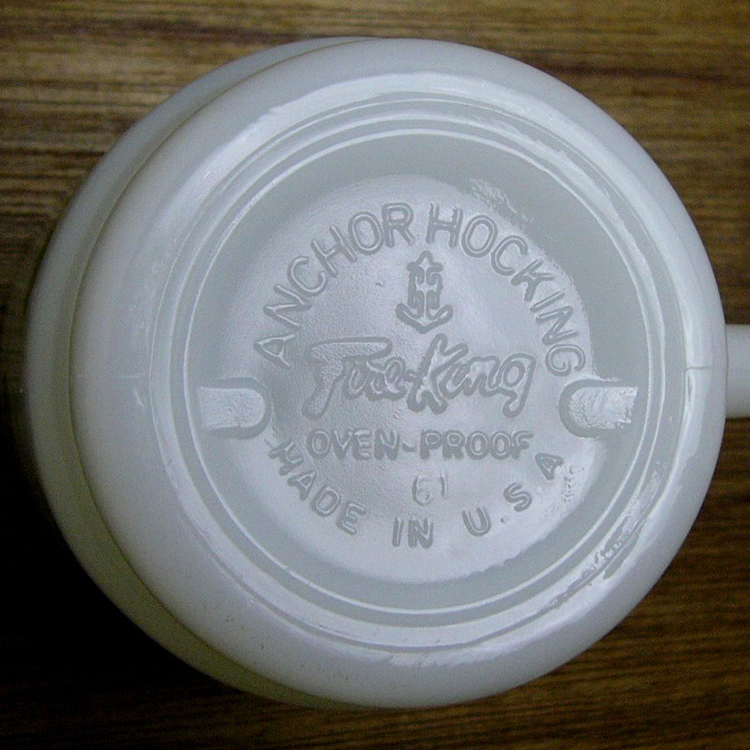 ANCHOR HOCKING
Fire-King
OVEN-PROOF
61
MADE IN U.S.A